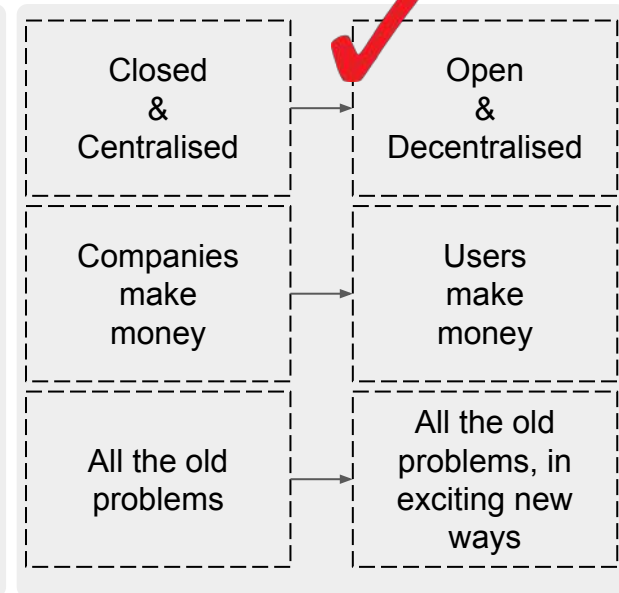 Closed
&
Centralised
Open
&
Decentralised
Companies
make
money
Users
make
money
All the old
problems
All the old
problems, in
exciting new
ways